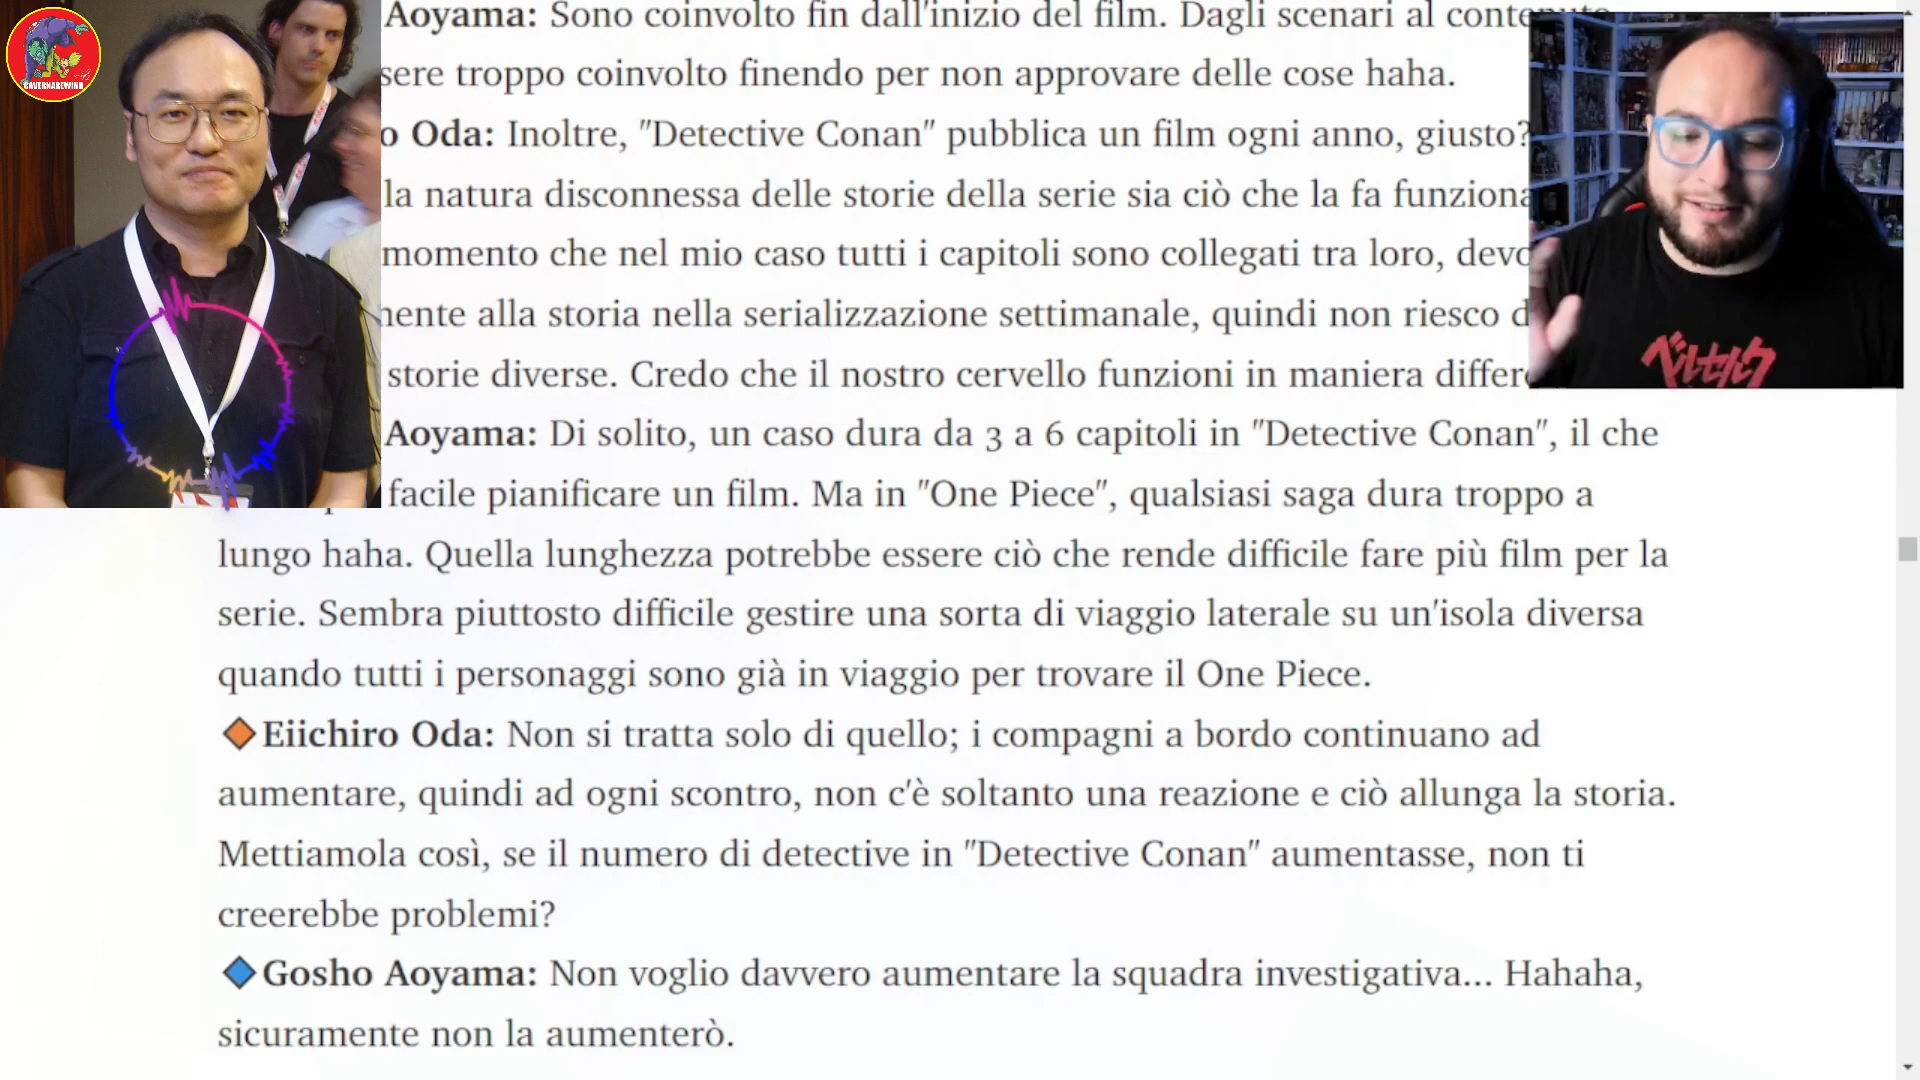 CAVERNAREWIND
Aoyama: Sono coinvolto fin dall'inizio del film. Dagli scenari al contenuto
sere troppo coinvolto finendo per non approvare delle cose haha.
o Oda: Inoltre, "Detective Conan" pubblica un film ogni anno, giusto?
la natura disconnessa delle storie della serie sia ciò che la fa funziona
momento che nel mio caso tutti i capitoli sono collegati tra loro, devo
ente alla storia nella serializzazione settimanale, quindi non riesco d
storie diverse. Credo che il nostro cervello funzioni in maniera differe
ベルセルク
Aoyama: Di solito, un caso dura da 3 a 6 capitoli in "Detective Conan", il che
facile pianificare un film. Ma in "One Piece", qualsiasi saga dura troppo a
lungo haha. Quella lunghezza potrebbe essere ciò che rende difficile fare più film per la
serie. Sembra piuttosto difficile gestire una sorta di viaggio laterale su un'isola diversa
quando tutti i personaggi sono già in viaggio per trovare il One Piece.
Eiichiro Oda: Non si tratta solo di quello; i compagni a bordo continuano ad
aumentare, quindi ad ogni scontro, non c'è soltanto una reazione e ciò allunga la storia.
Mettiamola così, se il numero di detective in "Detective Conan" aumentasse, non ti
creerebbe problemi?
Gosho Aoyama: Non voglio davvero aumentare la squadra investigativa... Hahaha,
sicuramente non la aumenterò.